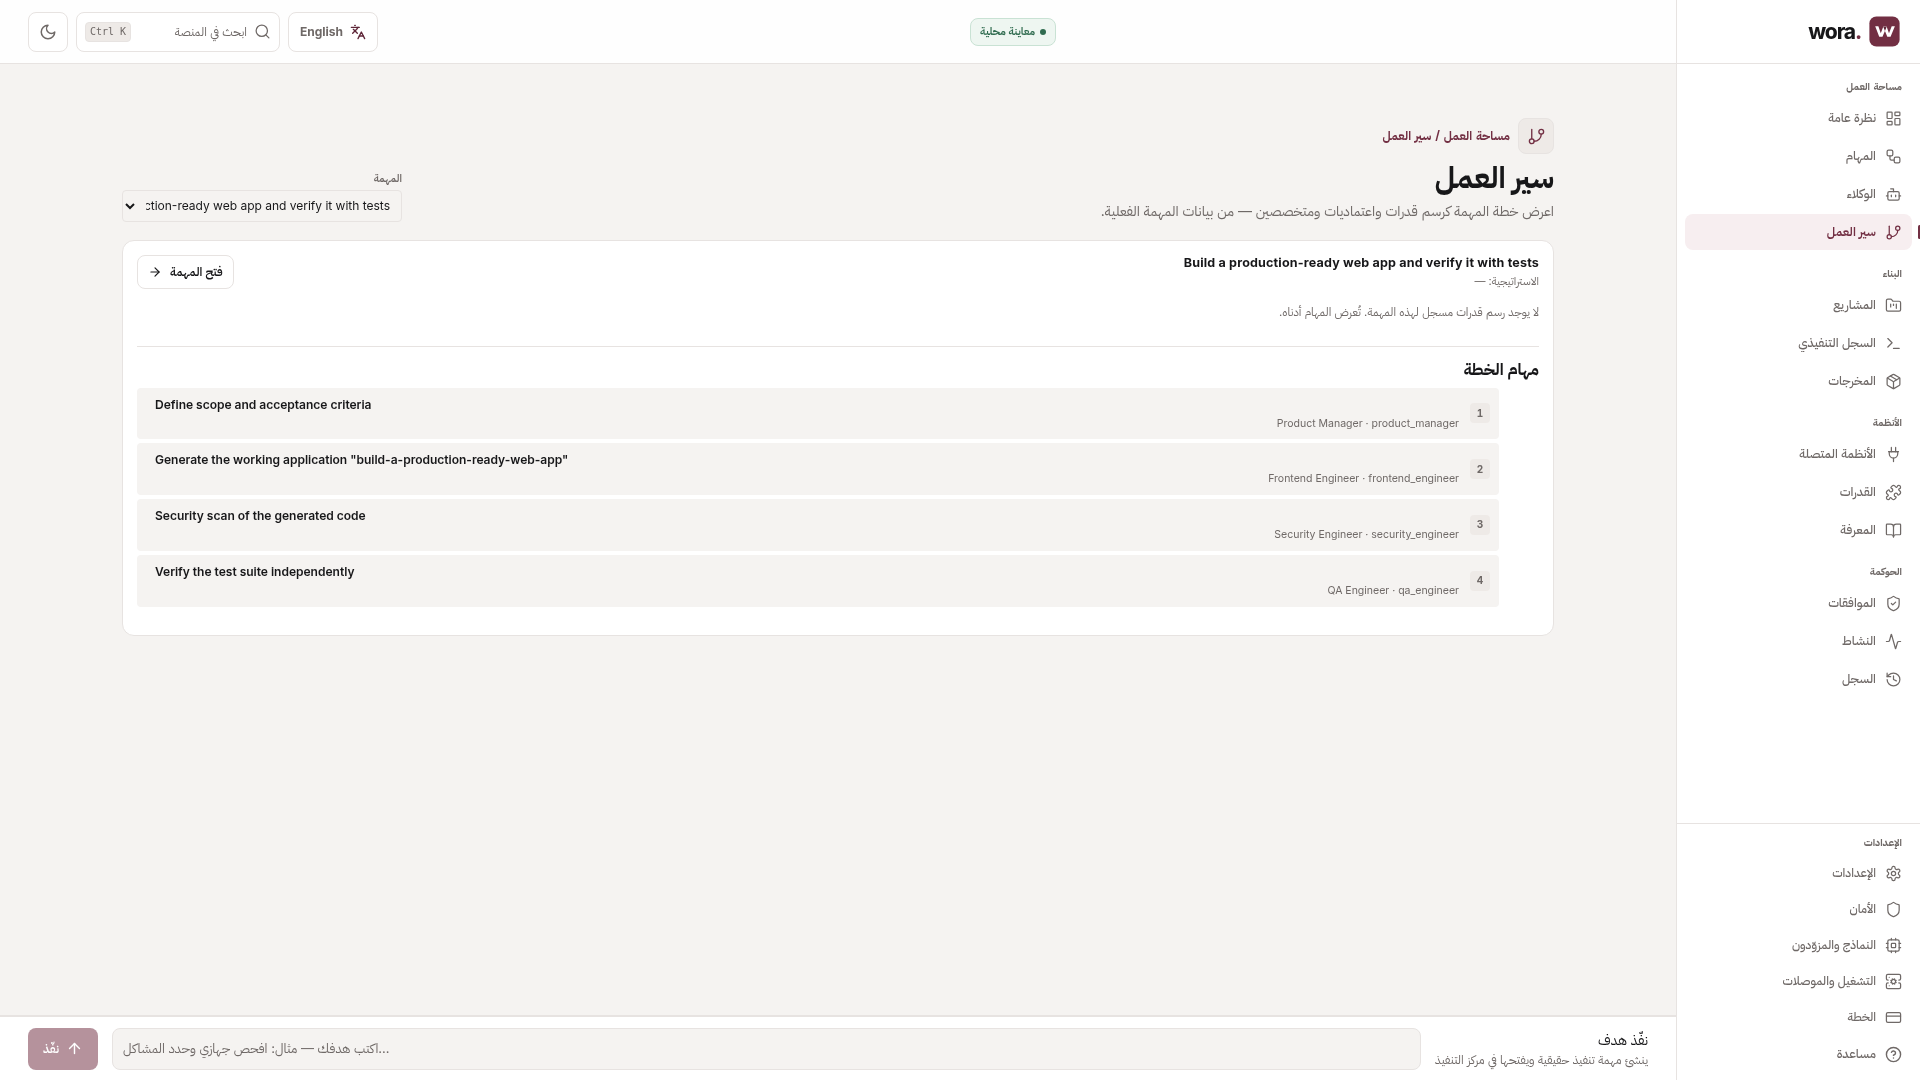 wora.
معاينة محلية
English
ابحث في المنصة
Ctrl K
مساحة العمل
نظرة عامة
المهام
الوكلاء
سير العمل
البناء
المشاريع
السجل التنفيذي
المخرجات
الأنظمة
الأنظمة المتصلة
القدرات
المعرفة
الحوكمة
الموافقات
النشاط
السجل
الإعدادات
الإعدادات
الأمان
النماذج والمزوّدون
التشغيل والموصلات
الخطة
مساعدة
مساحة العمل / سير العمل
سير العمل
اعرض خطة المهمة كرسم قدرات واعتماديات ومتخصصين — من بيانات المهمة الفعلية.
المهمة
ction-ready web app and verify it with tests
Build a production-ready web app and verify it with tests
الاستراتيجية: —
فتح المهمة
لا يوجد رسم قدرات مسجل لهذه المهمة. تُعرض المهام أدناه.
مهام الخطة
1
Define scope and acceptance criteria
Product Manager · product_manager
2
Generate the working application "build-a-production-ready-web-app"
Frontend Engineer · frontend_engineer
3
Security scan of the generated code
Security Engineer · security_engineer
4
Verify the test suite independently
QA Engineer · qa_engineer
نفّذ هدف
ينشئ مهمة تنفيذ حقيقية ويفتحها في مركز التنفيذ
اكتب هدفك — مثال: افحص جهازي وحدد المشاكل...
نفّذ